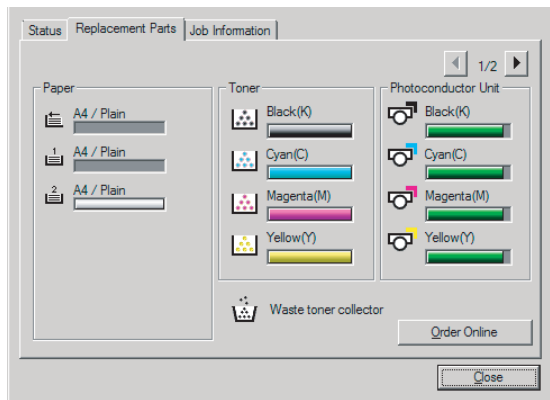 Status Replacement Parts Job Information
1/2
Paper
A4 / Plain
1 A4 / Plain
2 A4 / Plain
Toner
Black(K)
Cyan(C)
Magenta(M)
Yellow(Y)
Photoconductor Unit
Black(K)
Cyan(C)
Magenta(M)
Yellow(Y)
Waste toner collector
Order Online
Close